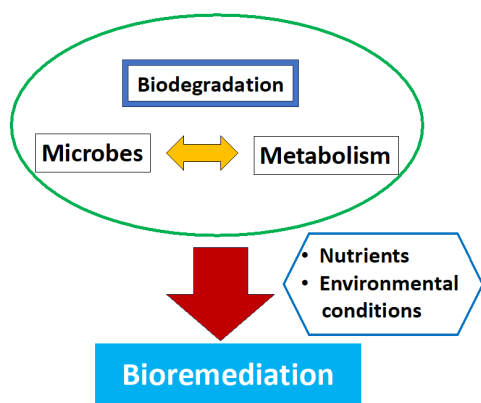 Biodegradation
Microbes
Metabolism
• Nutrients
• Environmental
conditions
Bioremediation